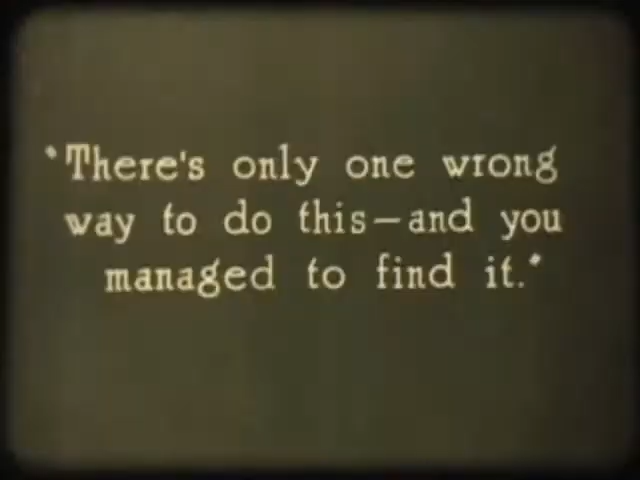 "There's only one wrong
way to do this—and you
managed to find it."